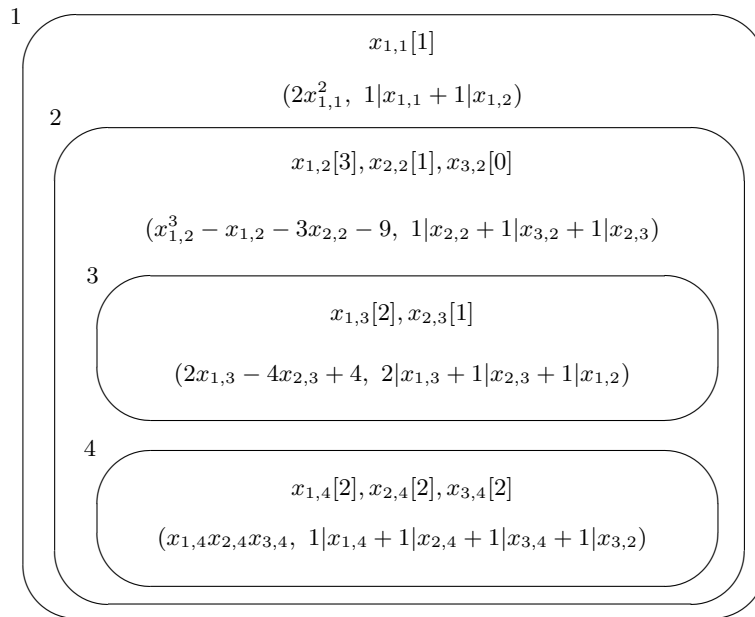 1
x_{1,1}[1]
(2x_{1,1}^2, 1|x_{1,1} + 1|x_{1,2})
2
x_{1,2}[3], x_{2,2}[1], x_{3,2}[0]
(x_{1,2}^3 − x_{1,2} − 3x_{2,2} − 9, 1|x_{2,2} + 1|x_{3,2} + 1|x_{2,3})
3
x_{1,3}[2], x_{2,3}[1]
(2x_{1,3} − 4x_{2,3} + 4, 2|x_{1,3} + 1|x_{2,3} + 1|x_{1,2})
4
x_{1,4}[2], x_{2,4}[2], x_{3,4}[2]
(x_{1,4}x_{2,4}x_{3,4}, 1|x_{1,4} + 1|x_{2,4} + 1|x_{3,4} + 1|x_{3,2})